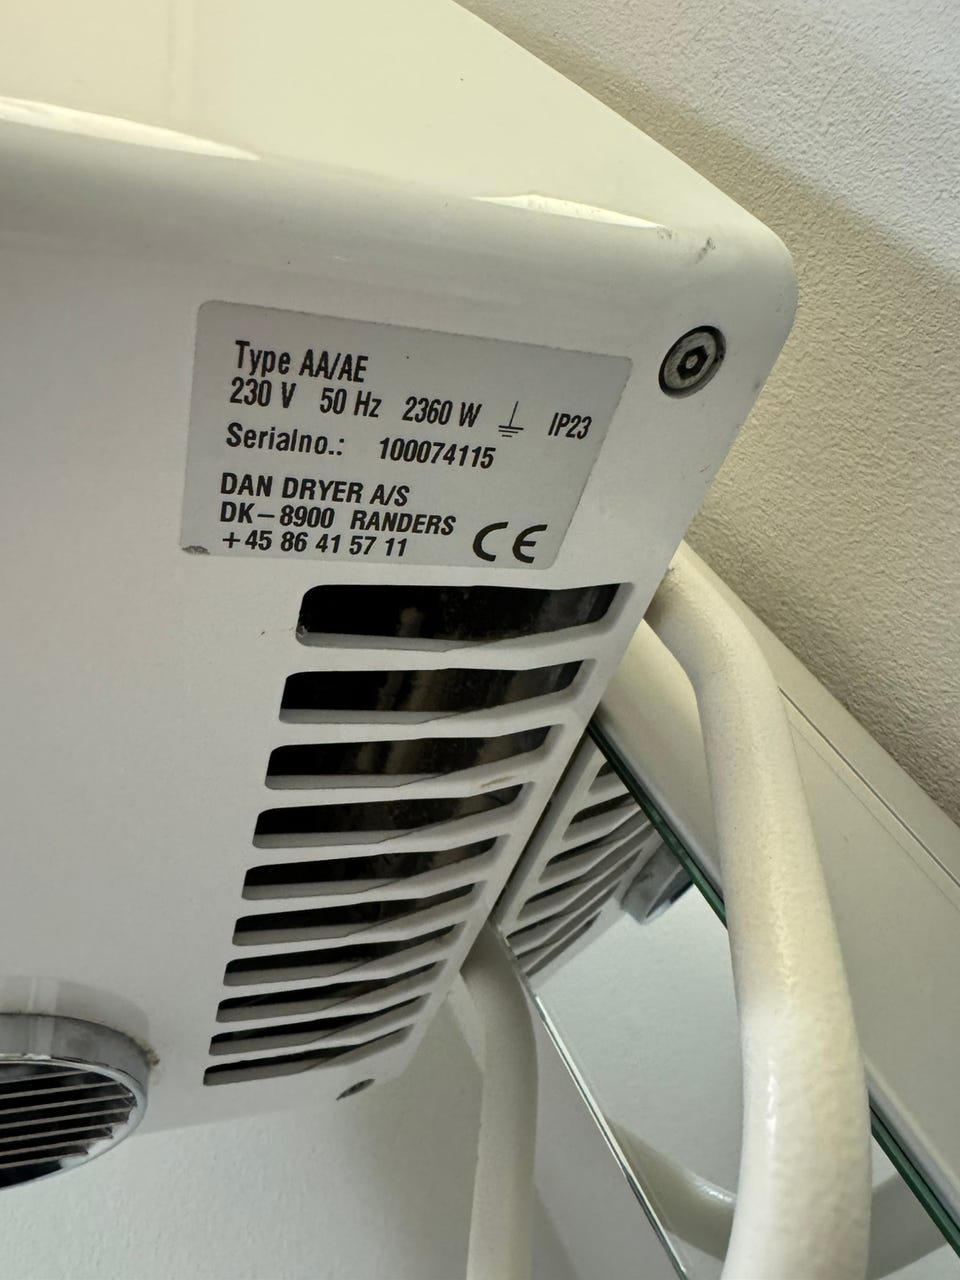 Type AA/AE
230 V 50 Hz 2360 W ⏚ IP23
Serialno.: 100074115
DAN DRYER A/S
DK-8900 RANDERS
+45 86 41 57 11 CE